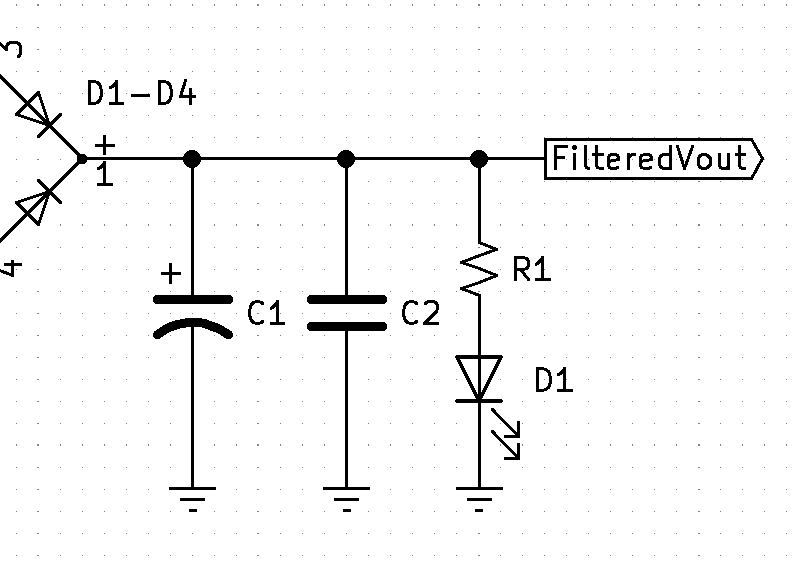 3
D1-D4
+
1
FilteredVout
4
+
R1
C1
C2
D1